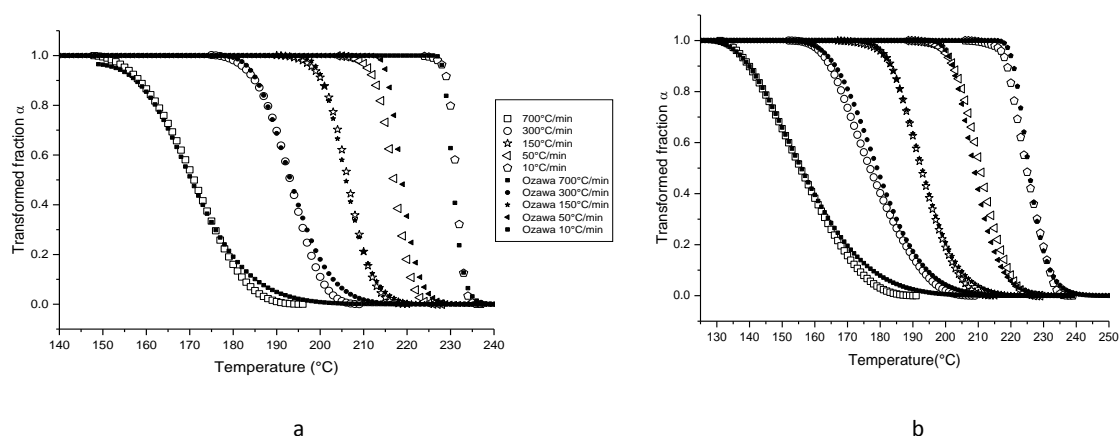 1.0
0.8
0.6
0.4
0.2
0.0
Transformed fraction α
140 150 160 170 180 190 200 210 220 230 240
Temperature (°C)
700°C/min
300°C/min
150°C/min
50°C/min
10°C/min
Ozawa 700°C/min
Ozawa 300°C/min
Ozawa 150°C/min
Ozawa 50°C/min
Ozawa 10°C/min
a
1.0
0.8
0.6
0.4
0.2
0.0
Transformed fraction α
130 140 150 160 170 180 190 200 210 220 230 240 250
Temperature(°C)
b